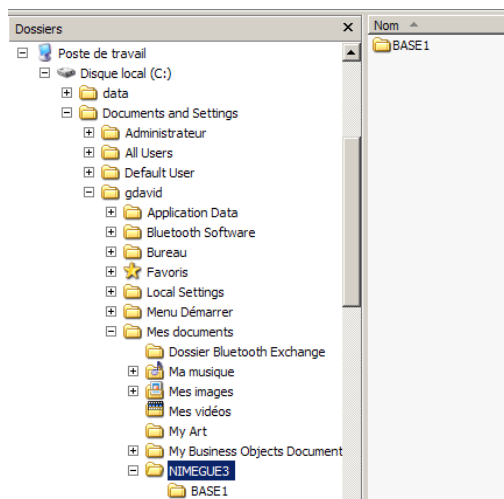 Dossiers
Poste de travail
Disque local (C:)
data
Documents and Settings
Administrateur
All Users
Default User
gdavid
Application Data
Bluetooth Software
Bureau
Favoris
Local Settings
Menu Démarrer
Mes documents
Dossier Bluetooth Exchange
Ma musique
Mes images
Mes vidéos
My Art
My Business Objects Document
NIMEGUE3
BASE1
Nom
BASE1